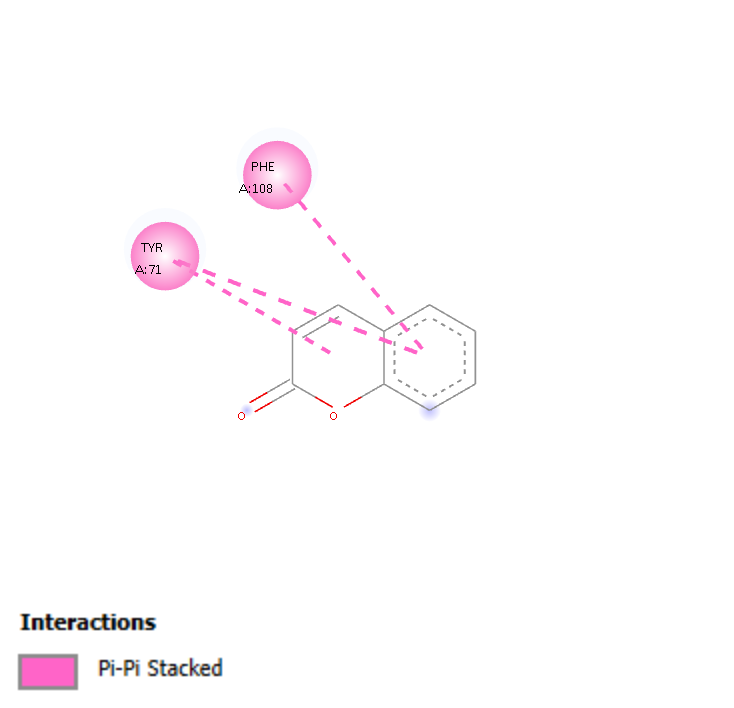 PHE
A:108
TYR
A:71
O
O
Interactions
Pi-Pi Stacked